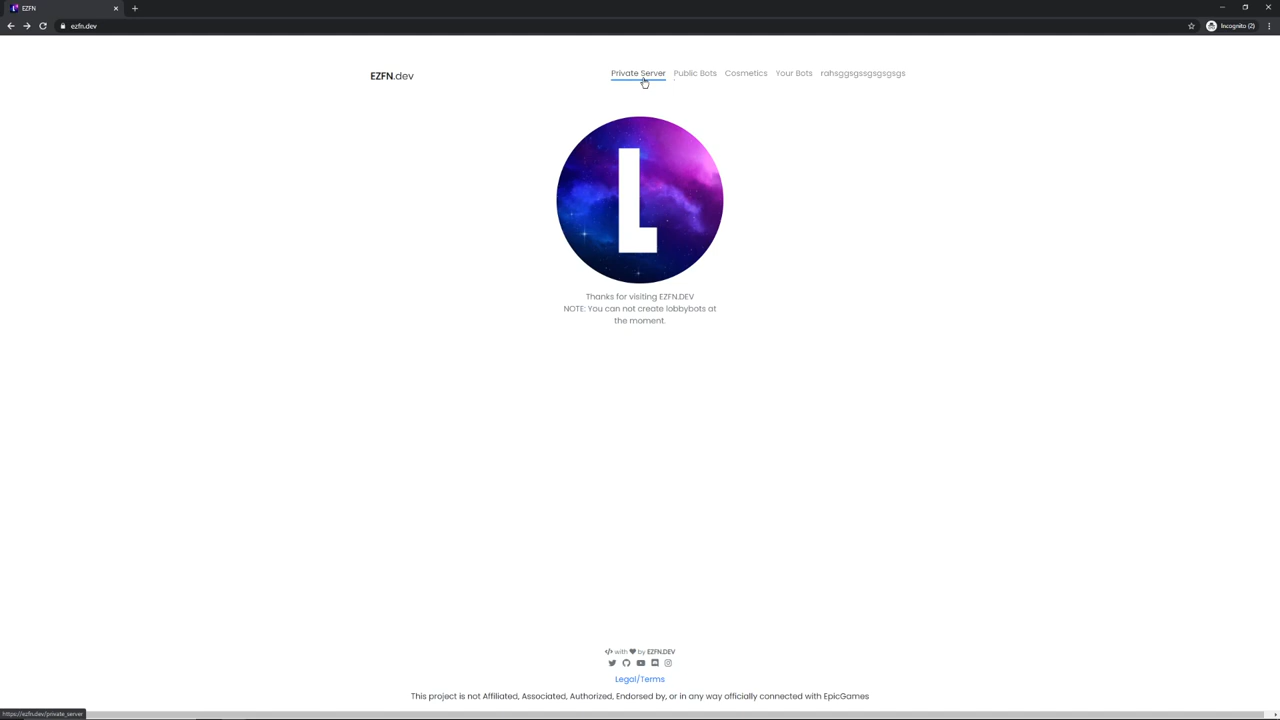 EZFN
ezfn.dev
Incognito (2)
EZFN.dev
Private Server Public Bots Cosmetics Your Bots rahsggsgssgsgsgsgs
L
Thanks for visiting EZFN.DEV
NOTE: You can not create lobbybots at
the moment.
</> with ♥ by EZFN.DEV
Legal/Terms
This project is not Affiliated, Associated, Authorized, Endorsed by, or in any way officially connected with EpicGames
https://ezfn.dev/private_server